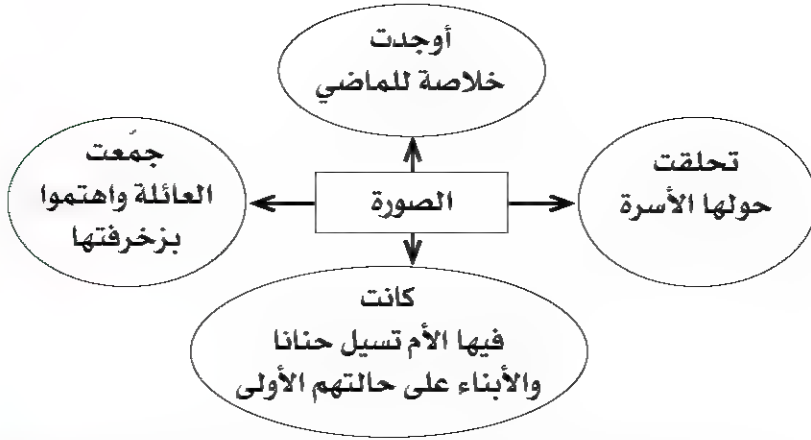 أوجدت
خلاصة للماضي
تحلقت
حولها الأسرة
الصورة
جمّعت
العائلة واهتموا
بزخرفتها
كانت
فيها الأم تسيل حنانا
والأبناء على حالتهم الأولى